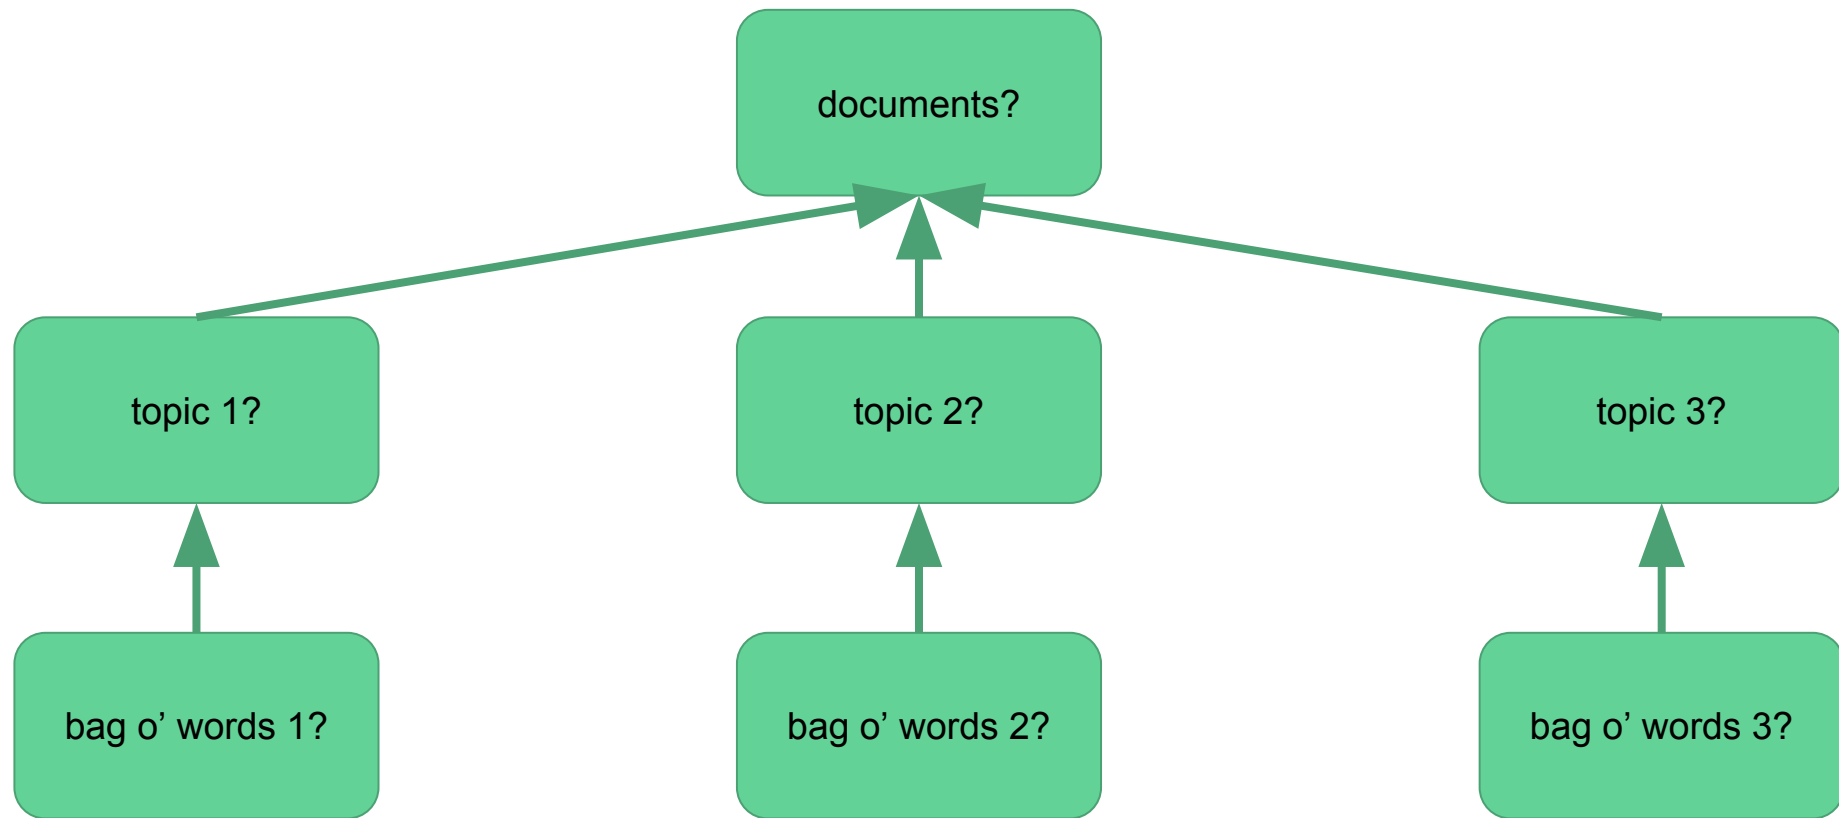 documents?
topic 1?
topic 2?
topic 3?
bag o’ words 1?
bag o’ words 2?
bag o’ words 3?